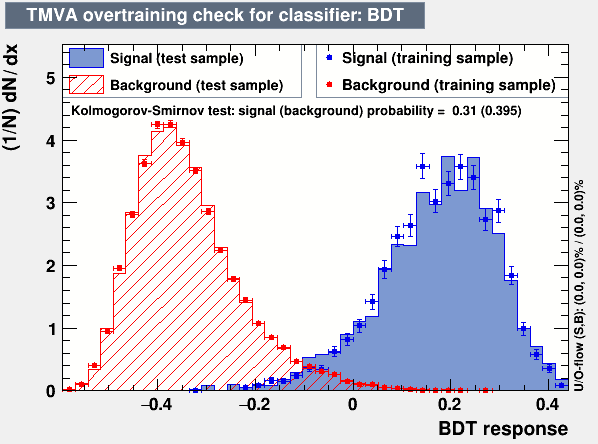 TMVA overtraining check for classifier: BDT
(1/N) dN / dx
Signal (test sample)
Signal (training sample)
Background (test sample)
Background (training sample)
Kolmogorov-Smirnov test: signal (background) probability = 0.31 (0.395)
5
4
3
2
1
0
−0.4 −0.2 0 0.2 0.4
BDT response
U/O-flow (S,B): (0.0, 0.0)% / (0.0, 0.0)%